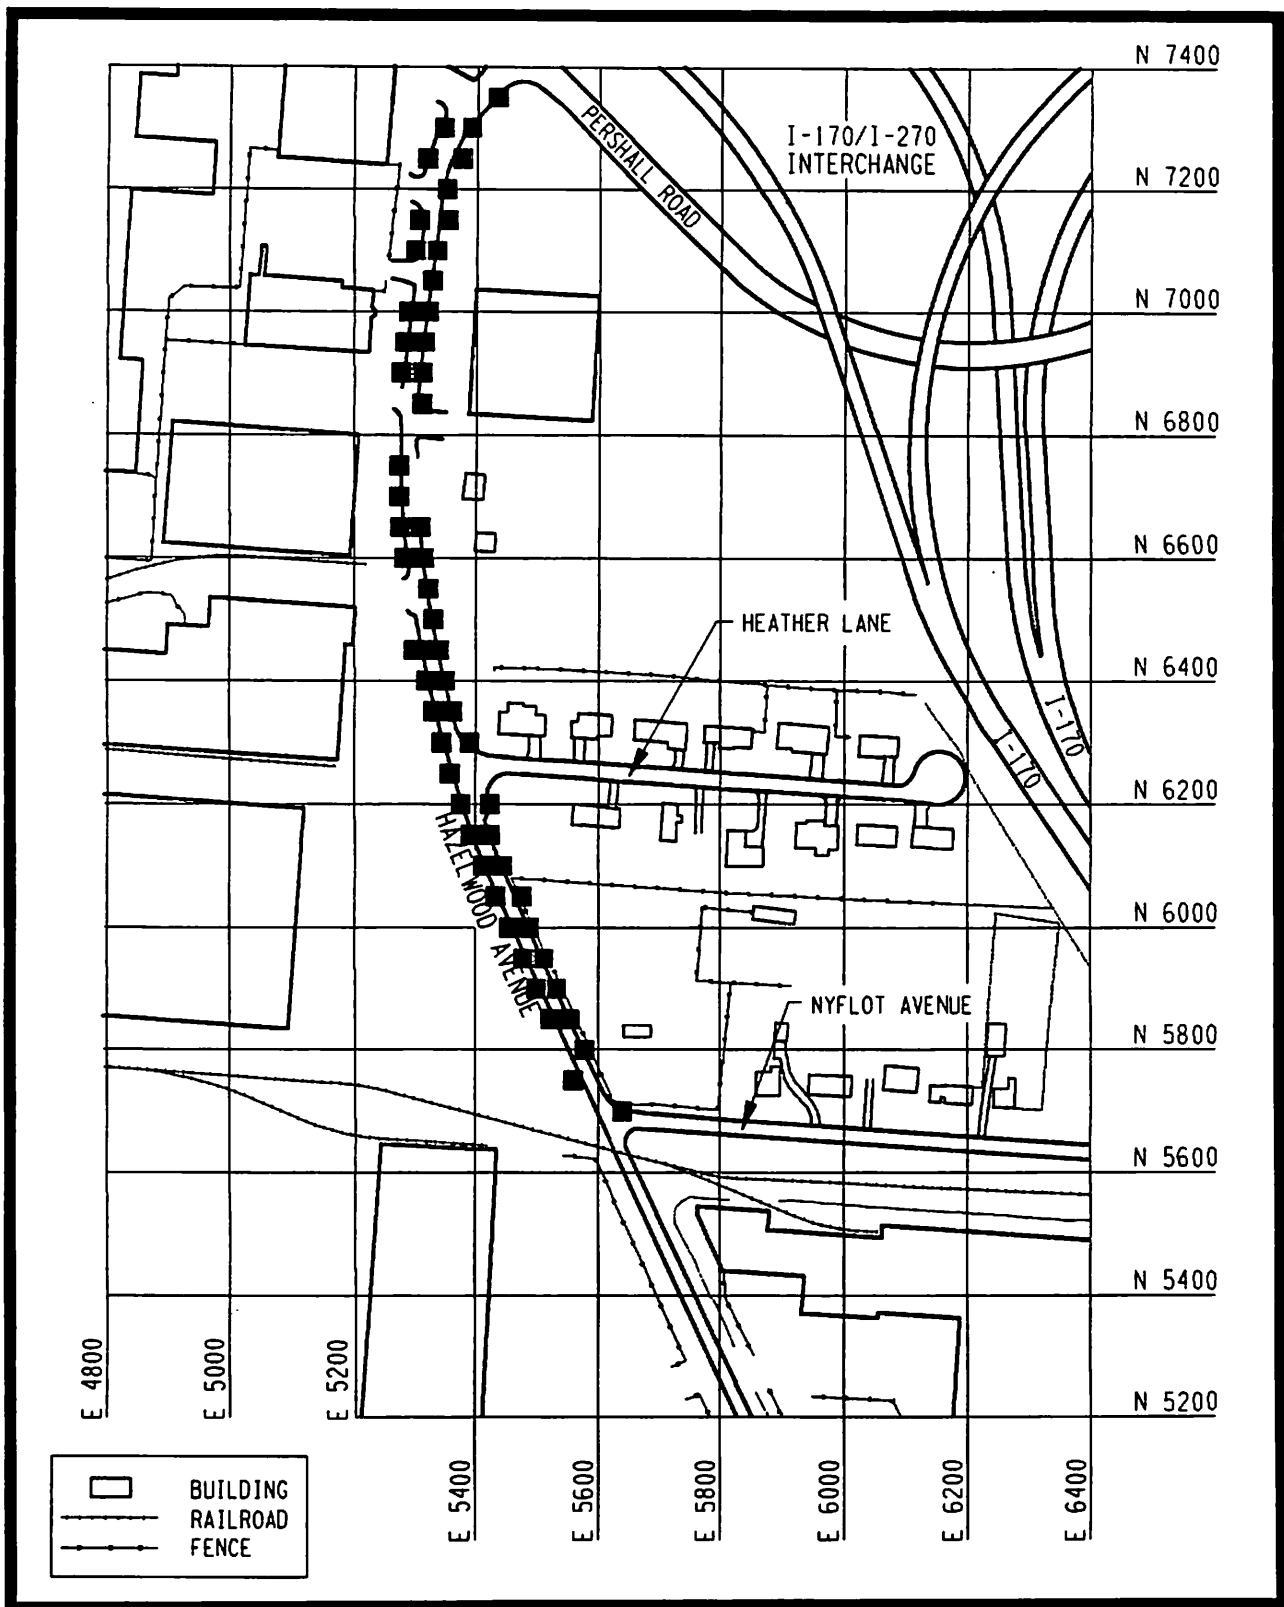 N 7400
I-170/I-270
INTERCHANGE
PERSHALL ROAD
N 7200
N 7000
N 6800
N 6600
HEATHER LANE
N 6400
I-170
I-170
N 6200
HAZELWOOD AVENUE
N 6000
NYFLOT AVENUE
N 5800
N 5600
N 5400
E 4800
E 5000
E 5200
N 5200
E 5400
E 5600
E 5800
E 6000
E 6200
E 6400
BUILDING
RAILROAD
FENCE